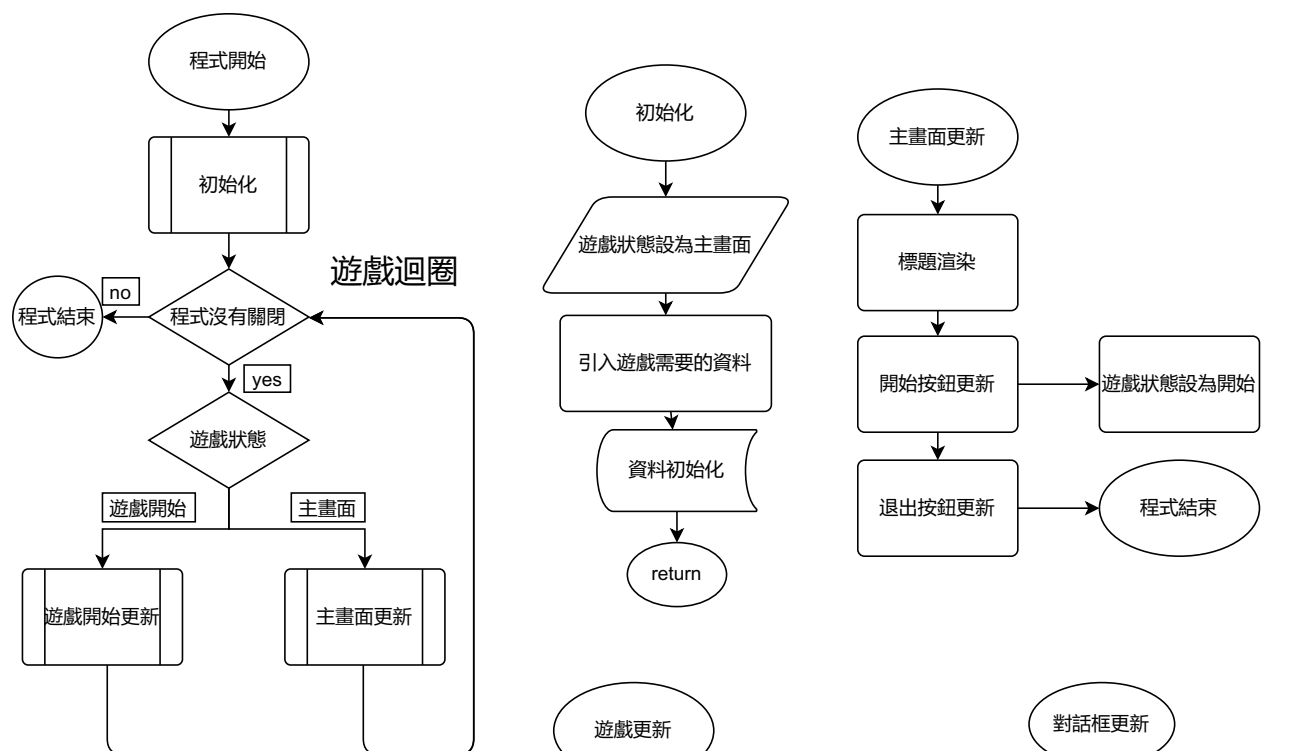 程式開始
初始化
遊戲迴圈
no
程式結束
程式沒有關閉
yes
遊戲狀態
遊戲開始
主畫面
遊戲開始更新
主畫面更新
初始化
遊戲狀態設為主畫面
引入遊戲需要的資料
資料初始化
return
主畫面更新
標題渲染
開始按鈕更新
遊戲狀態設為開始
退出按鈕更新
程式結束
遊戲更新
對話框更新